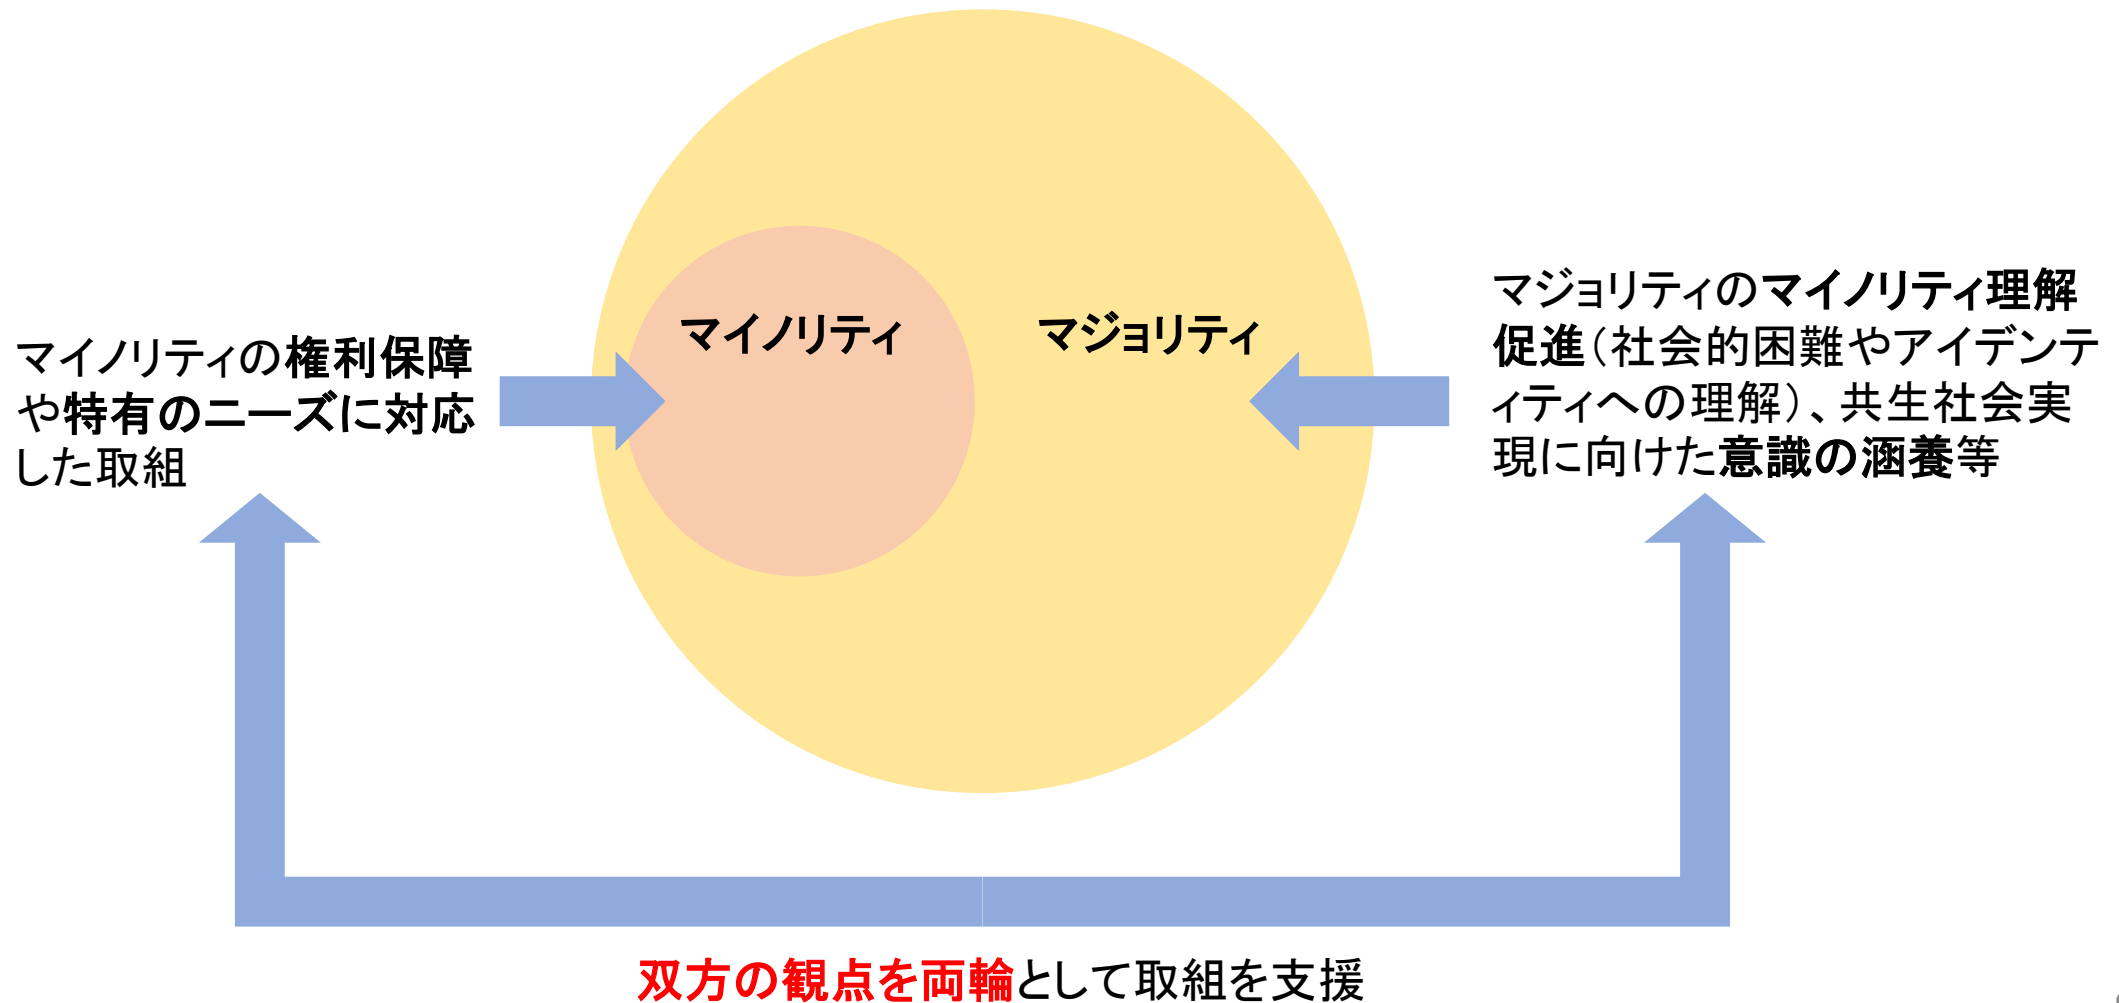 マイノリティ
マジョリティ
マイノリティの権利保障
や特有のニーズに対応
した取組
マジョリティのマイノリティ理解
促進（社会的困難やアイデンテ
ィティへの理解）、共生社会実
現に向けた意識の涵養等
双方の観点を両輪として取組を支援